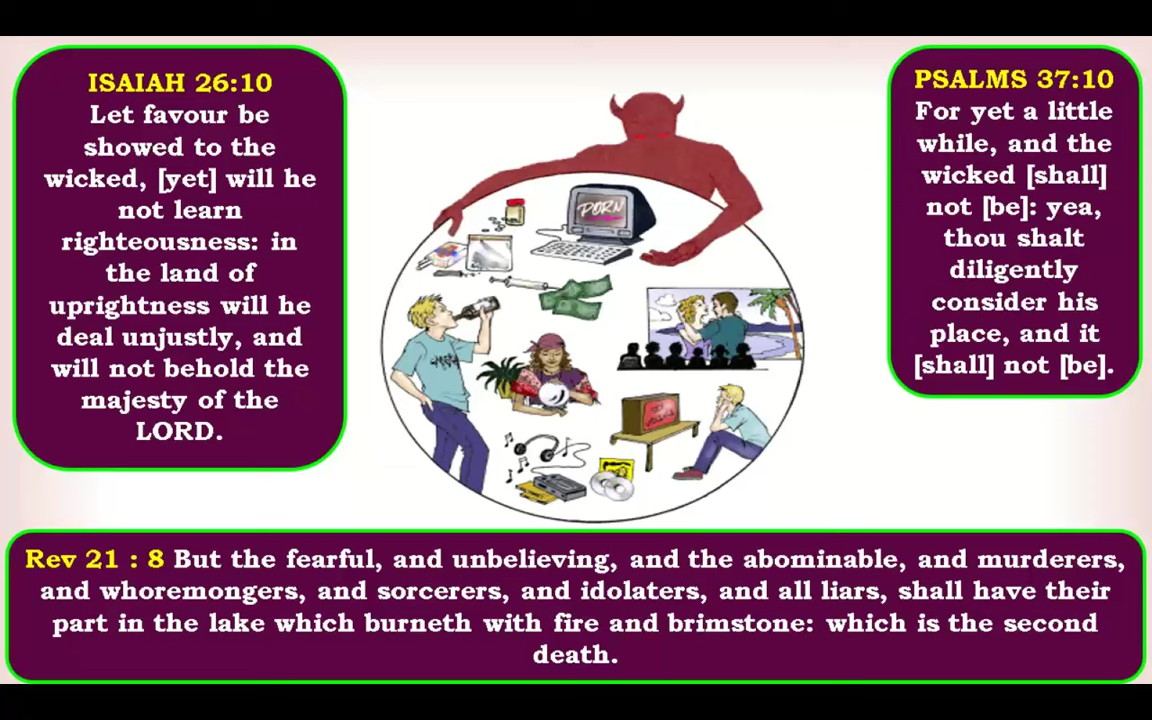 ISAIAH 26:10
Let favour be
showed to the
wicked, [yet] will he
not learn
righteousness: in
the land of
uprightness will he
deal unjustly, and
will not behold the
majesty of the
LORD.
PSALMS 37:10
For yet a little
while, and the
wicked [shall]
not [be]: yea,
thou shalt
diligently
consider his
place, and it
[shall] not [be].
PORN
Rev 21 : 8 But the fearful, and unbelieving, and the abominable, and murderers,
and whoremongers, and sorcerers, and idolaters, and all liars, shall have their
part in the lake which burneth with fire and brimstone: which is the second
death.